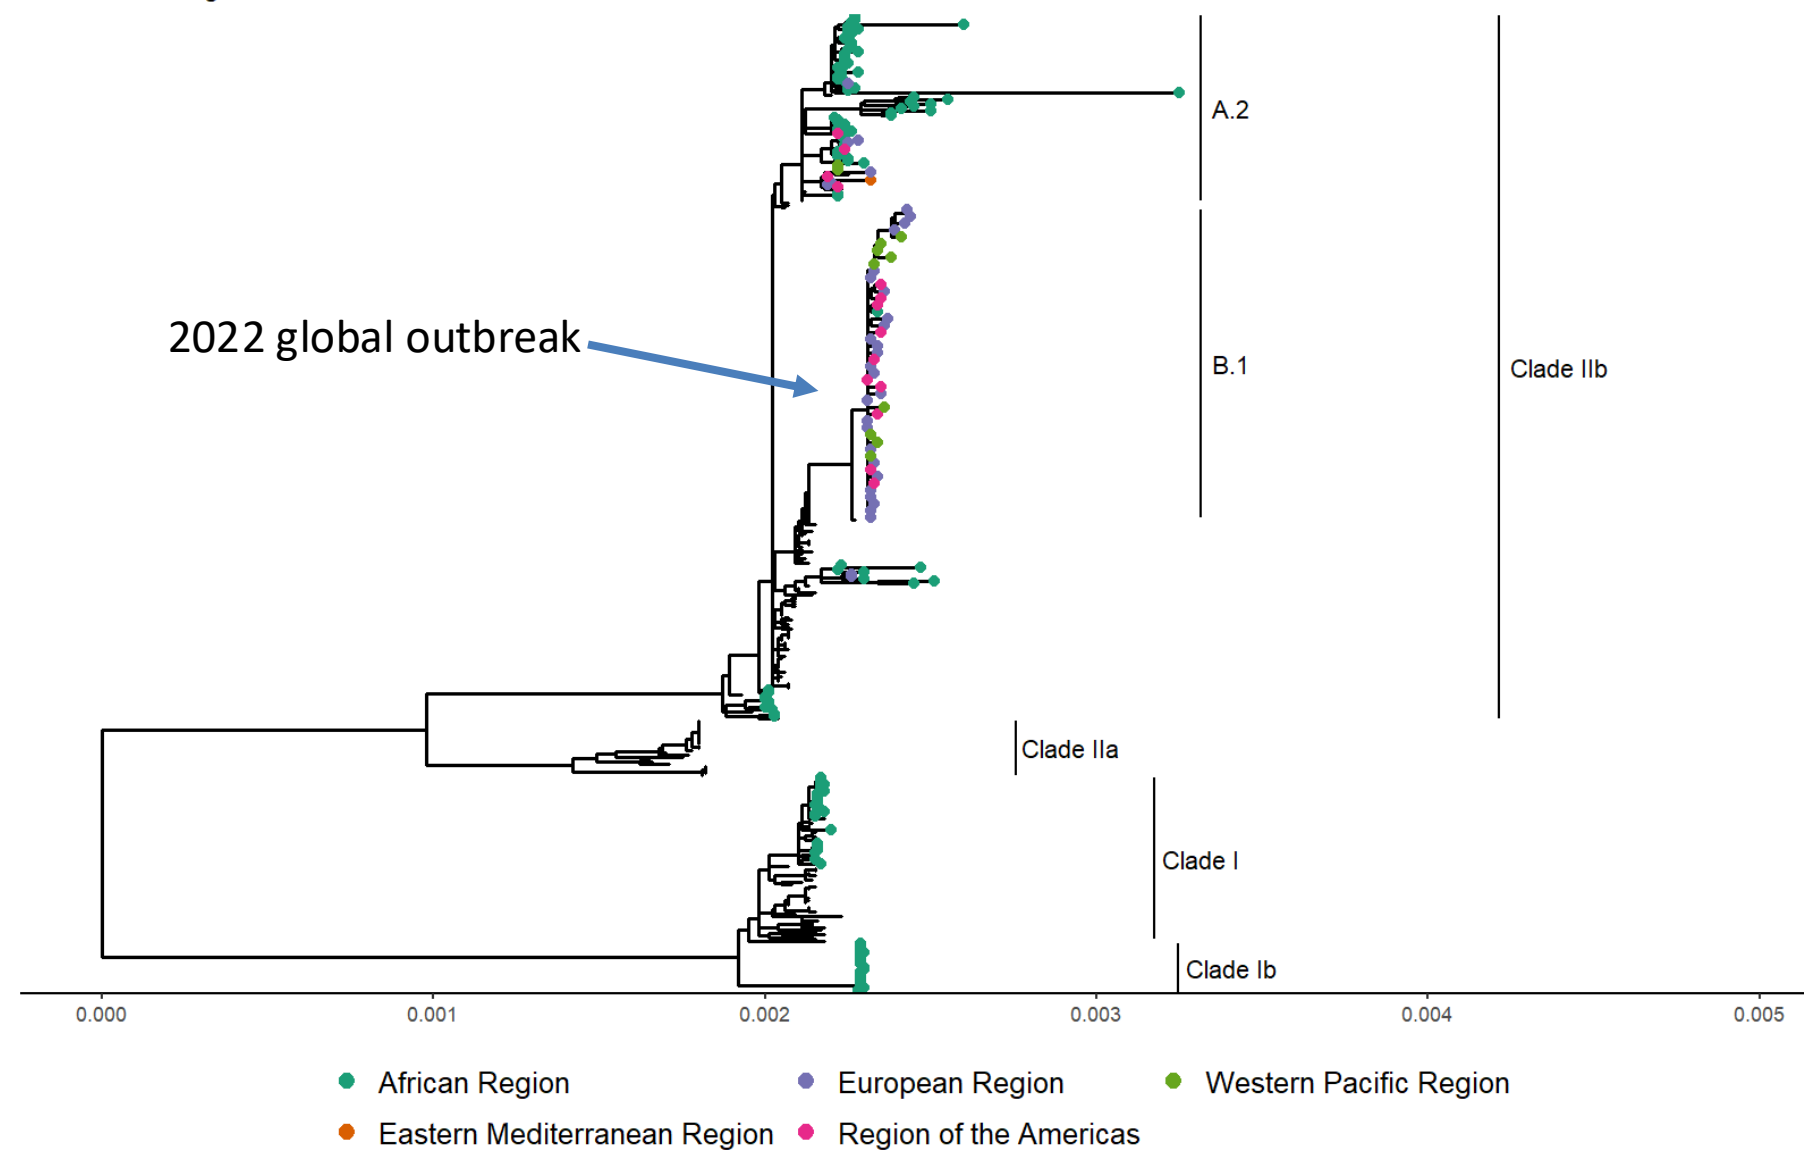 A.2
2022 global outbreak
B.1
Clade IIb
Clade IIa
Clade I
Clade Ib
0.000 0.001 0.002 0.003 0.004 0.005
African Region European Region Western Pacific Region
Eastern Mediterranean Region Region of the Americas